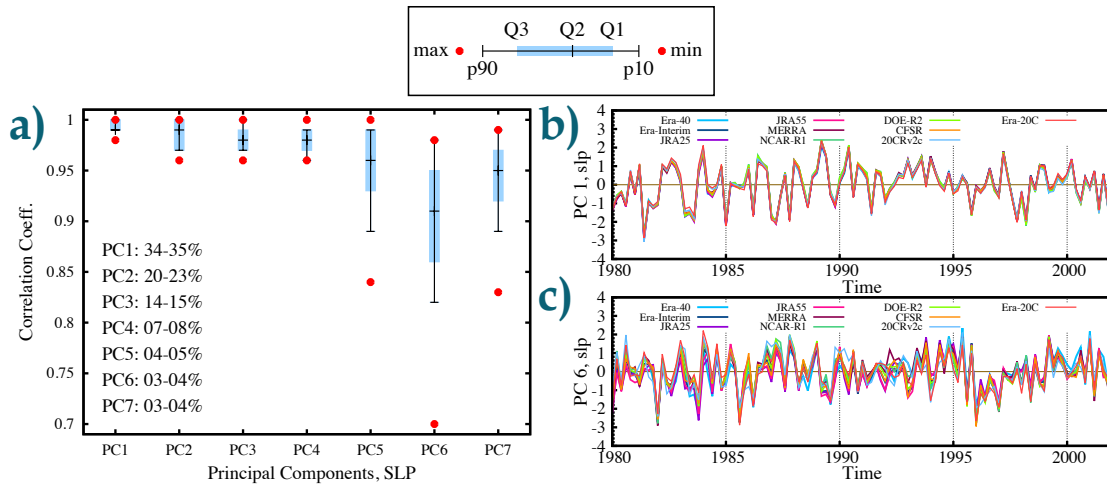 Q3 Q2 Q1
max min
p90 p10
a)
1
0.95
0.9
0.85
0.8
0.75
0.7
Correlation Coeff.
PC1: 34-35%
PC2: 20-23%
PC3: 14-15%
PC4: 07-08%
PC5: 04-05%
PC6: 03-04%
PC7: 03-04%
PC1 PC2 PC3 PC4 PC5 PC6 PC7
Principal Components, SLP
b)
PC 1, slp
4
3
2
1
0
-1
-2
-3
-4
Era-40 JRA55 DOE-R2 Era-20C
Era-Interim MERRA CFSR
JRA25 NCAR-R1 20CRv2c
1980 1985 1990 1995 2000
Time
c)
PC 6, slp
4
3
2
1
0
-1
-2
-3
-4
Era-40 JRA55 DOE-R2 Era-20C
Era-Interim MERRA CFSR
JRA25 NCAR-R1 20CRv2c
1980 1985 1990 1995 2000
Time